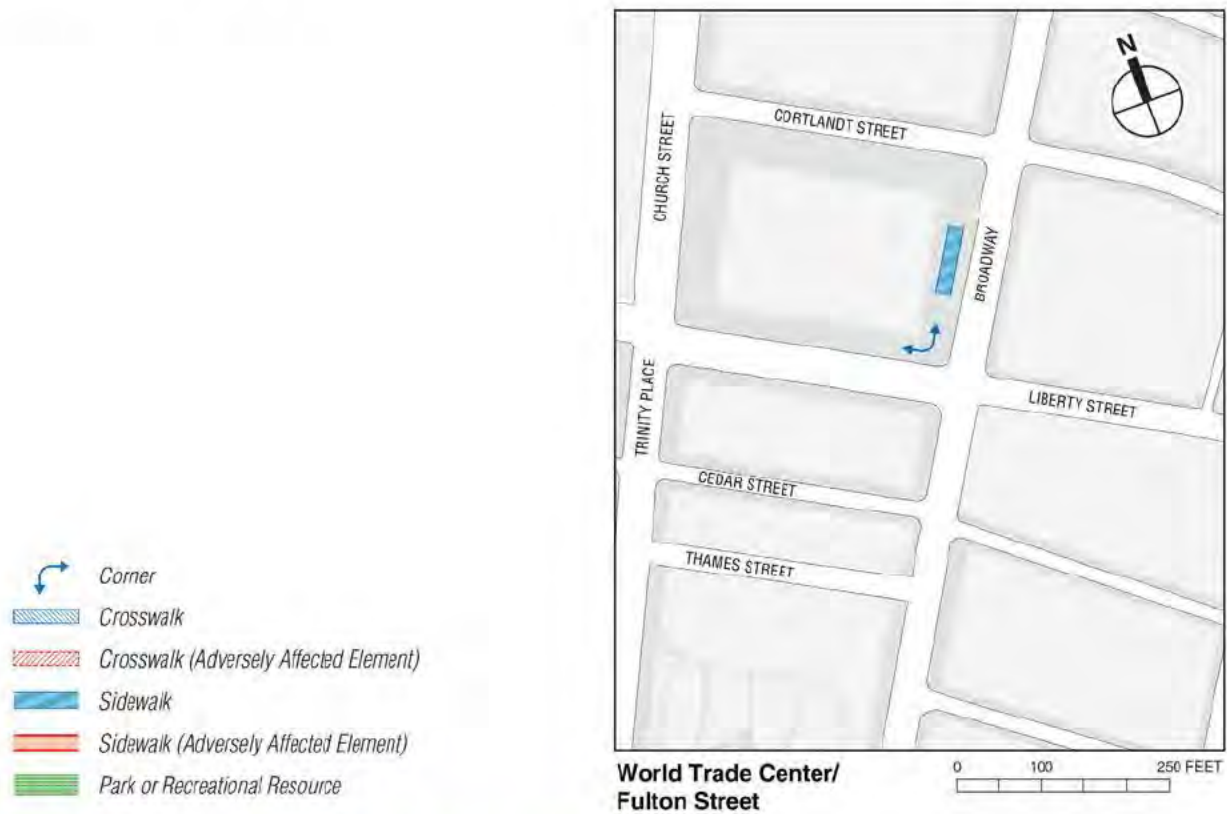 N
CORTLANDT STREET
CHURCH STREET
BROADWAY
TRINITY PLACE
LIBERTY STREET
CEDAR STREET
THAMES STREET
Corner
Crosswalk
Crosswalk (Adversely Affected Element)
Sidewalk
Sidewalk (Adversely Affected Element)
Park or Recreational Resource
World Trade Center/
Fulton Street
0 100 250 FEET